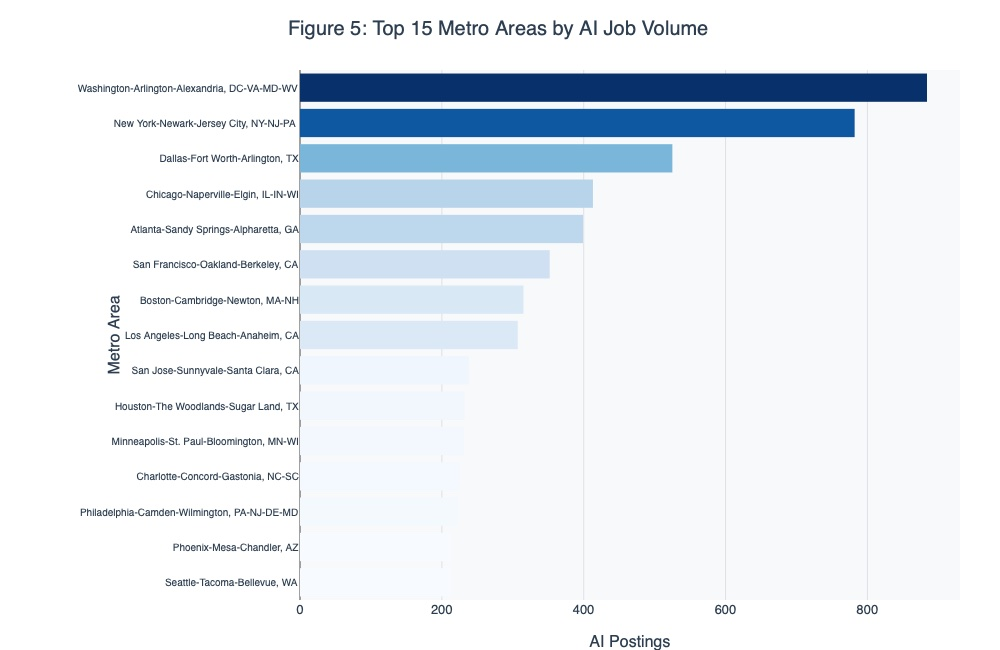 Figure 5: Top 15 Metro Areas by AI Job Volume
Washington-Arlington-Alexandria, DC-VA-MD-WV
New York-Newark-Jersey City, NY-NJ-PA
Dallas-Fort Worth-Arlington, TX
Chicago-Naperville-Elgin, IL-IN-WI
Atlanta-Sandy Springs-Alpharetta, GA
San Francisco-Oakland-Berkeley, CA
Boston-Cambridge-Newton, MA-NH
Los Angeles-Long Beach-Anaheim, CA
San Jose-Sunnyvale-Santa Clara, CA
Houston-The Woodlands-Sugar Land, TX
Minneapolis-St. Paul-Bloomington, MN-WI
Charlotte-Concord-Gastonia, NC-SC
Philadelphia-Camden-Wilmington, PA-NJ-DE-MD
Phoenix-Mesa-Chandler, AZ
Seattle-Tacoma-Bellevue, WA
Metro Area
0 200 400 600 800
AI Postings